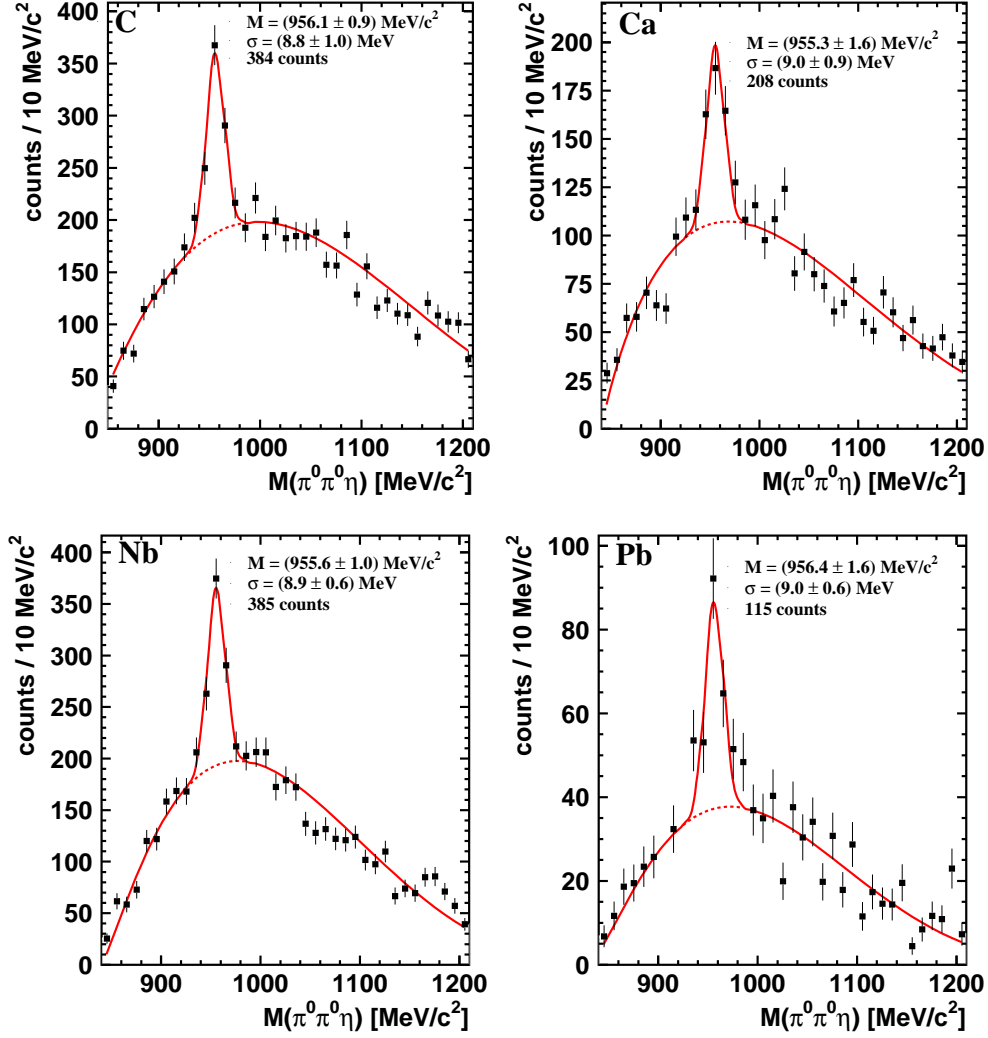 C
M = (956.1 ± 0.9) MeV/c²
σ = (8.8 ± 1.0) MeV
384 counts
counts / 10 MeV/c²
400
350
300
250
200
150
100
50
0
900 1000 1100 1200
M(π⁰π⁰η) [MeV/c²]
Ca
M = (955.3 ± 1.6) MeV/c²
σ = (9.0 ± 0.9) MeV
208 counts
counts / 10 MeV/c²
200
175
150
125
100
75
50
25
0
900 1000 1100 1200
M(π⁰π⁰η) [MeV/c²]
Nb
M = (955.6 ± 1.0) MeV/c²
σ = (8.9 ± 0.6) MeV
385 counts
counts / 10 MeV/c²
400
350
300
250
200
150
100
50
0
900 1000 1100 1200
M(π⁰π⁰η) [MeV/c²]
Pb
M = (956.4 ± 1.6) MeV/c²
σ = (9.0 ± 0.6) MeV
115 counts
counts / 10 MeV/c²
100
80
60
40
20
0
900 1000 1100 1200
M(π⁰π⁰η) [MeV/c²]